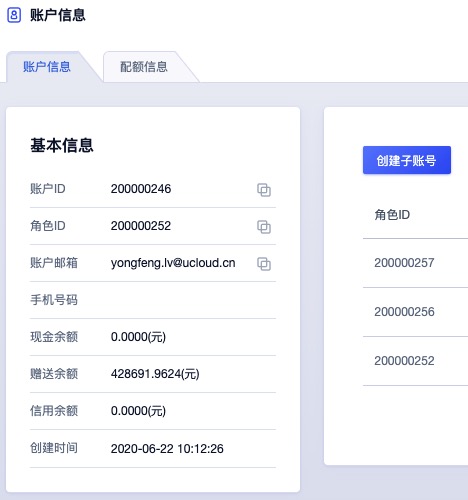 账户信息
账户信息 配额信息
基本信息
账户ID 200000246
角色ID 200000252
账户邮箱 yongfeng.lv@ucloud.cn
手机号码
现金余额 0.0000(元)
赠送余额 428691.9624(元)
信用余额 0.0000(元)
创建时间 2020-06-22 10:12:26
创建子账号
角色ID
200000257
200000256
200000252